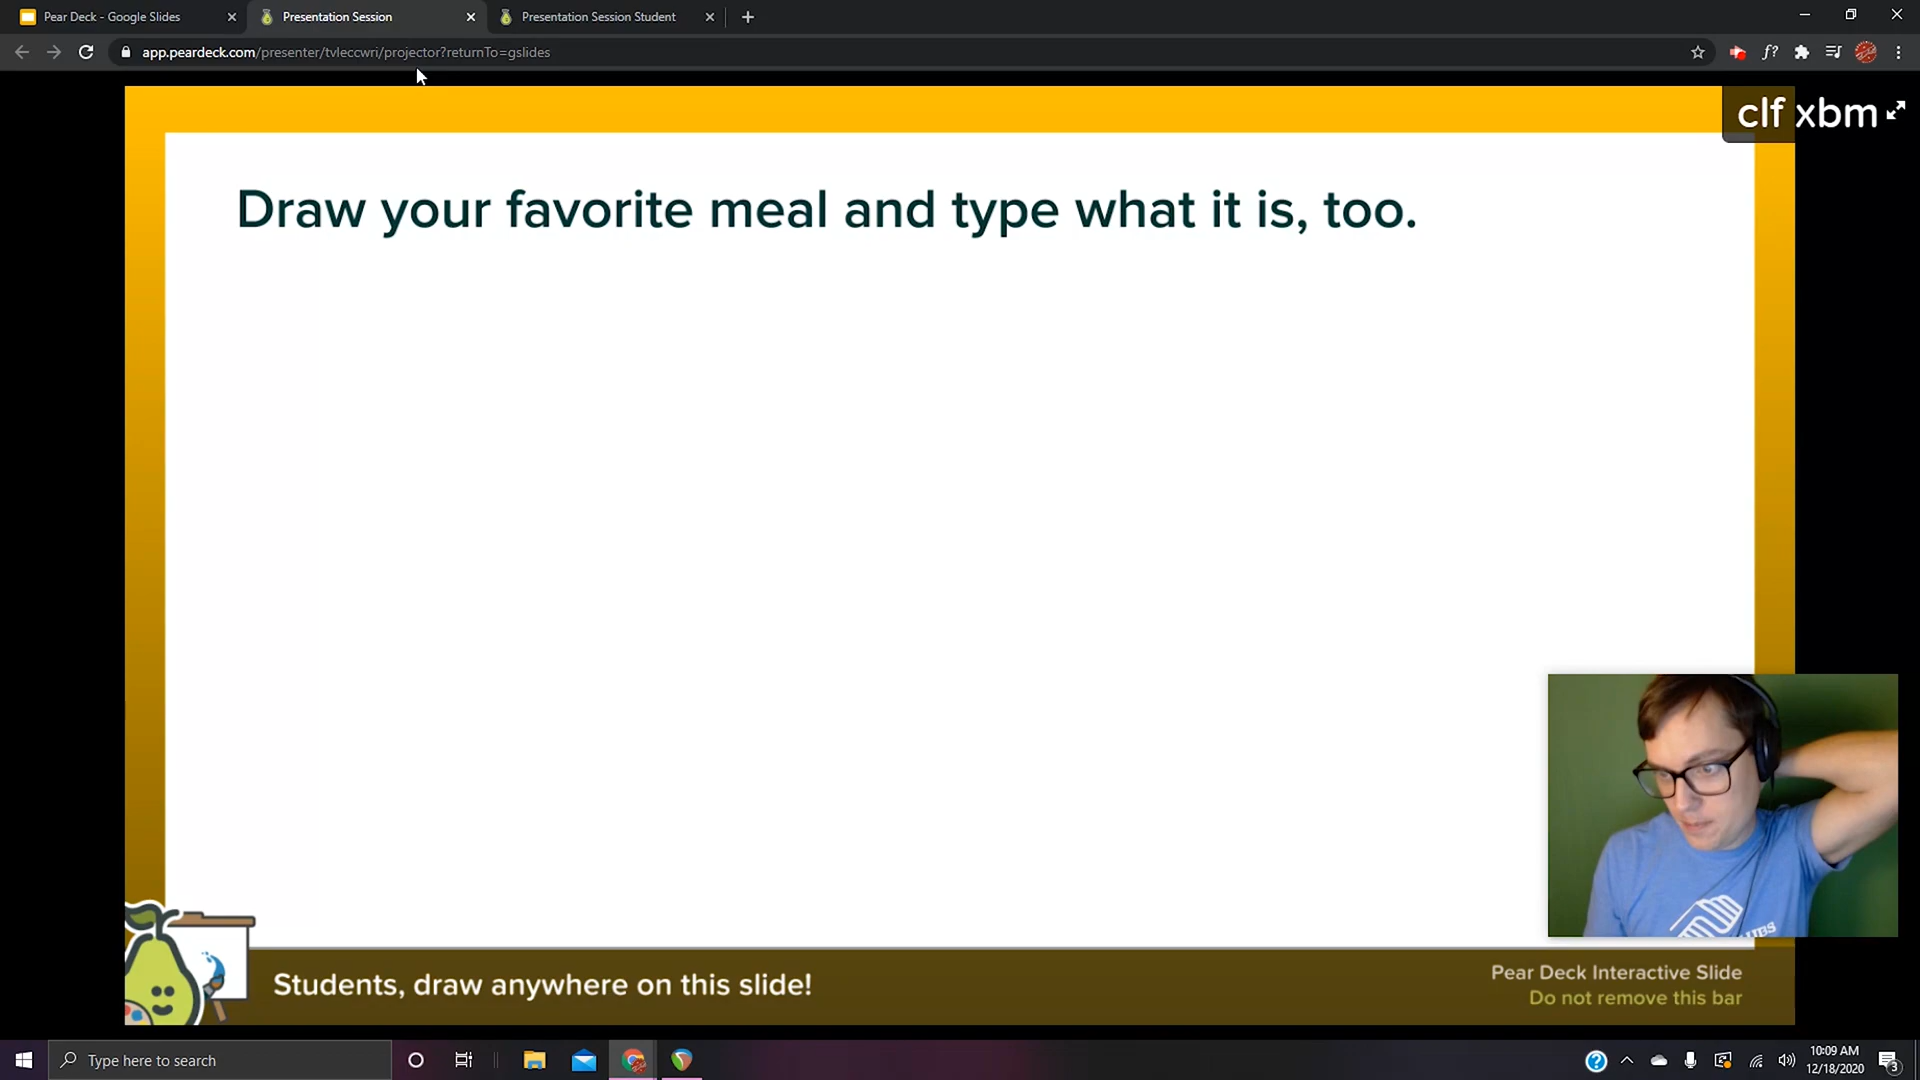 Pear Deck - Google Slides
Presentation Session
Presentation Session Student
app.peardeck.com/presenter/tvleccwri/projector?returnTo=gslides
f?
clf xbm
Draw your favorite meal and type what it is, too.
UBS
Students, draw anywhere on this slide!
Pear Deck Interactive Slide
Do not remove this bar
Type here to search
10:09 AM
12/18/2020
3